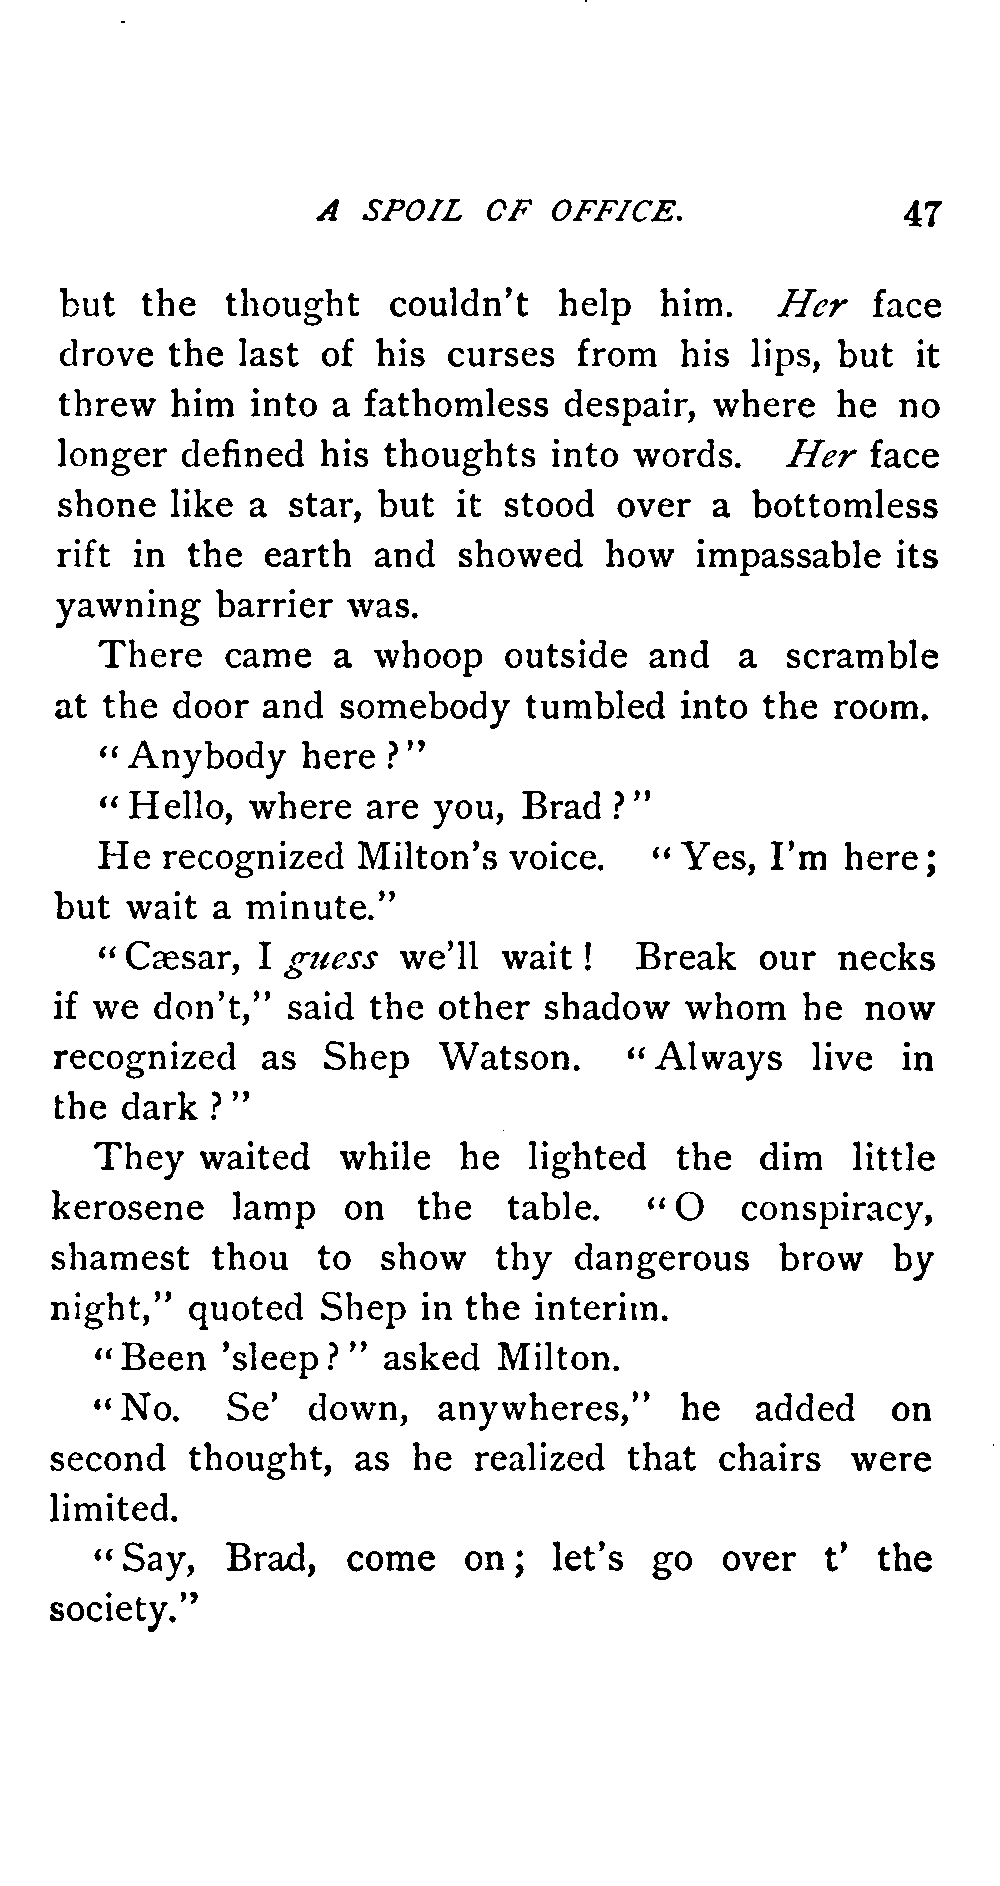 A SPOIL OF OFFICE. 47
but the thought couldn't help him. Her face
drove the last of his curses from his lips, but it
threw him into a fathomless despair, where he no
longer defined his thoughts into words. Her face
shone like a star, but it stood over a bottomless
rift in the earth and showed how impassable its
yawning barrier was.
There came a whoop outside and a scramble
at the door and somebody tumbled into the room.
"Anybody here?"
"Hello, where are you, Brad?"
He recognized Milton's voice. "Yes, I'm here;
but wait a minute."
"Cæsar, I guess we'll wait! Break our necks
if we don't," said the other shadow whom he now
recognized as Shep Watson. "Always live in
the dark?"
They waited while he lighted the dim little
kerosene lamp on the table. "O conspiracy,
shamest thou to show thy dangerous brow by
night," quoted Shep in the interim.
"Been 'sleep?" asked Milton.
"No. Se' down, anywheres," he added on
second thought, as he realized that chairs were
limited.
"Say, Brad, come on; let's go over t' the
society."